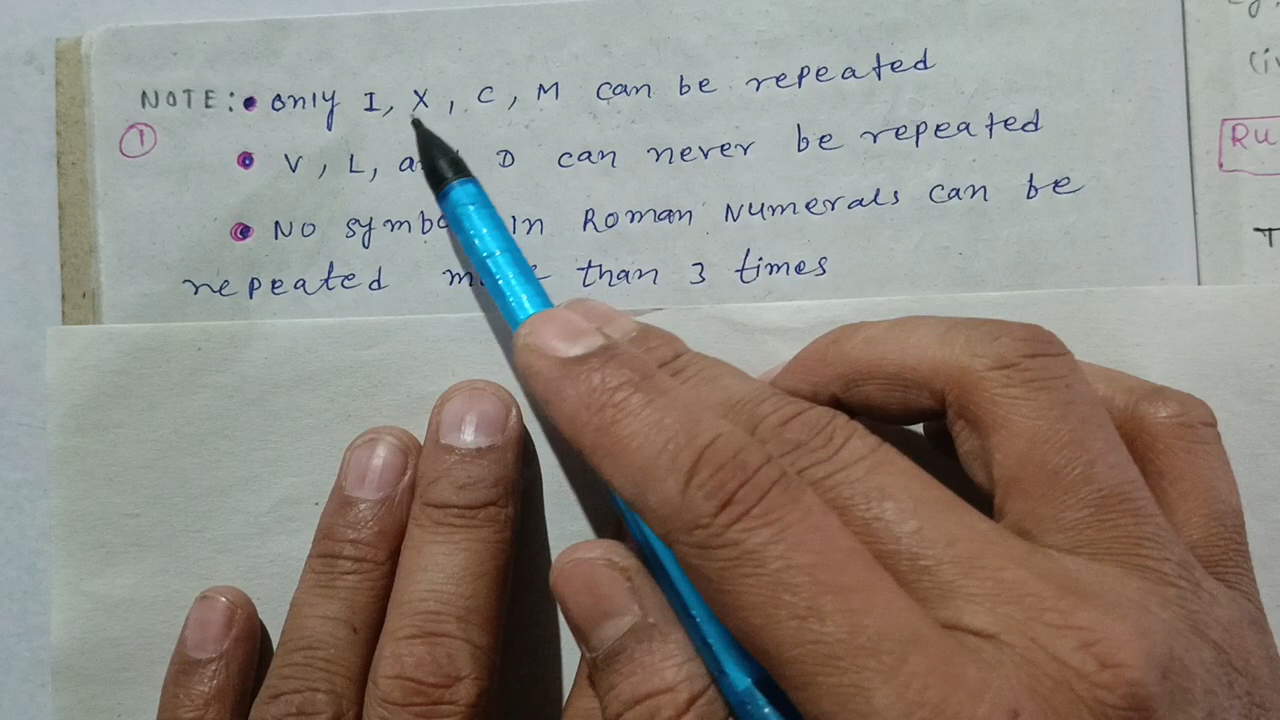 NOTE: • only I, X, C, M can be repeated
①
• V, L, D can never be repeated
• No in Roman Numerals can be
repeated than 3 times
Ru
T